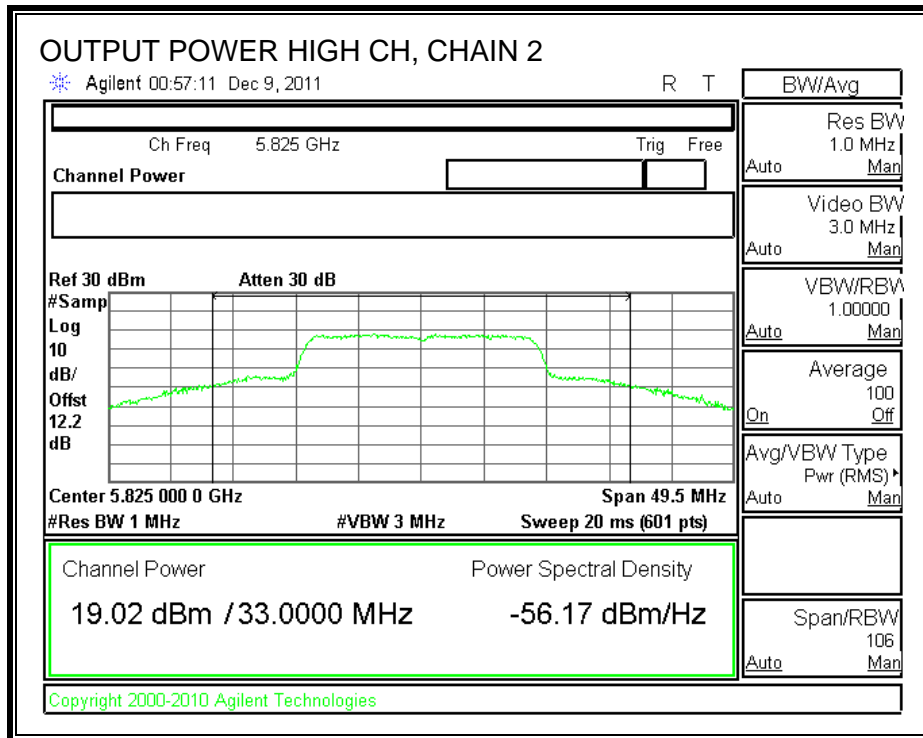 OUTPUT POWER HIGH CH, CHAIN 2
Agilent 00:57:11 Dec 9, 2011 R T
Ch Freq 5.825 GHz Trig Free
Channel Power
Ref 30 dBm Atten 30 dB
#Samp
Log
10
dB/
Offst
12.2
dB
Center 5.825 000 0 GHz Span 49.5 MHz
#Res BW 1 MHz #VBW 3 MHz Sweep 20 ms (601 pts)
Channel Power Power Spectral Density
19.02 dBm / 33.0000 MHz -56.17 dBm/Hz
Copyright 2000-2010 Agilent Technologies
BW/Avg
Res BW
1.0 MHz
Auto Man
Video BW
3.0 MHz
Auto Man
VBW/RBW
1.00000
Auto Man
Average
100
On Off
Avg/VBW Type
Pwr (RMS)
Auto Man
Span/RBW
106
Auto Man